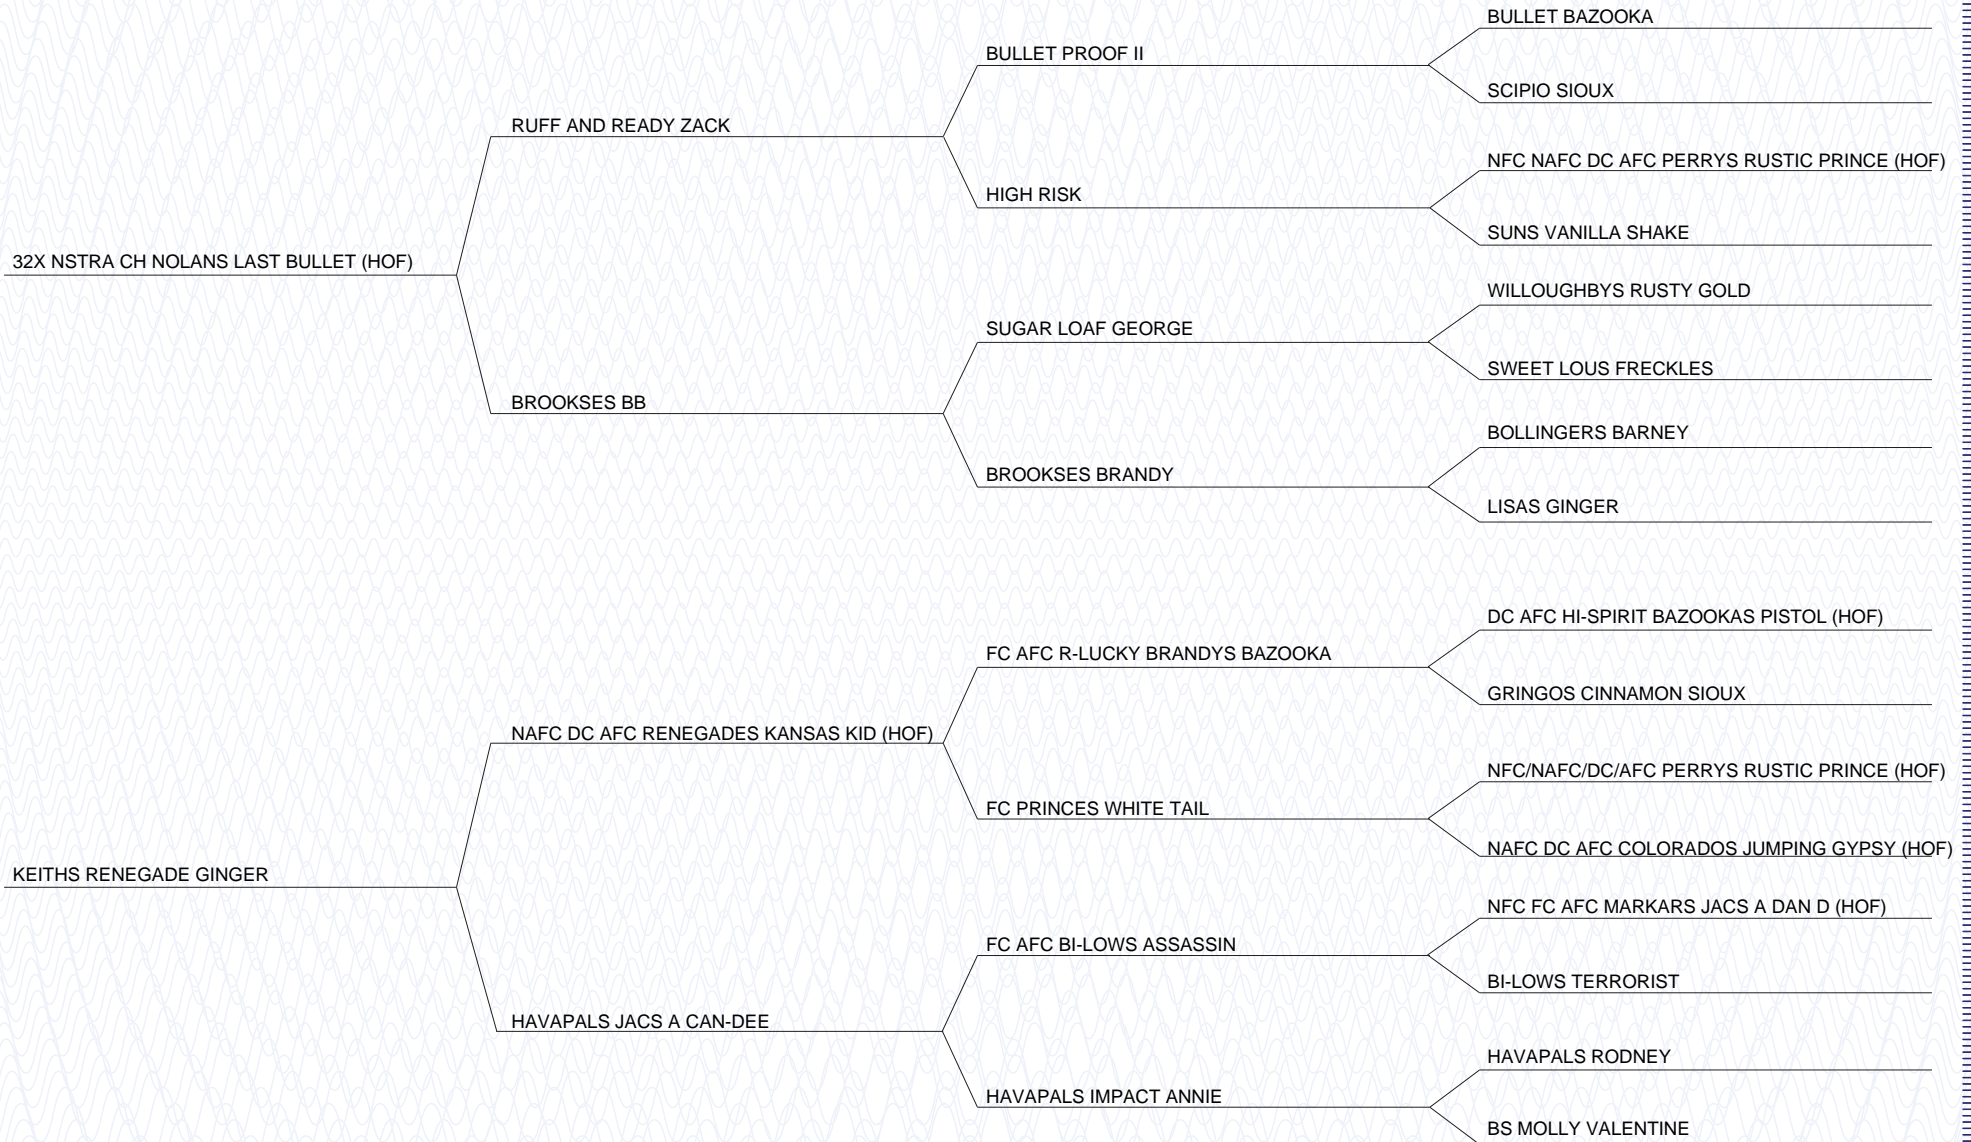 BULLET BAZOOKA
BULLET PROOF II
SCIPIO SIOUX
RUFF AND READY ZACK
NFC NAFC DC AFC PERRYS RUSTIC PRINCE (HOF)
HIGH RISK
SUNS VANILLA SHAKE
32X NSTRA CH NOLANS LAST BULLET (HOF)
WILLOUGHBYS RUSTY GOLD
SUGAR LOAF GEORGE
SWEET LOUS FRECKLES
BROOKSES BB
BOLLINGERS BARNEY
BROOKSES BRANDY
LISAS GINGER
DC AFC HI-SPIRIT BAZOOKAS PISTOL (HOF)
FC AFC R-LUCKY BRANDYS BAZOOKA
GRINGOS CINNAMON SIOUX
NAFC DC AFC RENEGADES KANSAS KID (HOF)
NFC/NAFC/DC/AFC PERRYS RUSTIC PRINCE (HOF)
FC PRINCES WHITE TAIL
NAFC DC AFC COLORADOS JUMPING GYPSY (HOF)
KEITHS RENEGADE GINGER
NFC FC AFC MARKARS JACS A DAN D (HOF)
FC AFC BI-LOWS ASSASSIN
BI-LOWS TERRORIST
HAVAPALS JACS A CAN-DEE
HAVAPALS RODNEY
HAVAPALS IMPACT ANNIE
BS MOLLY VALENTINE